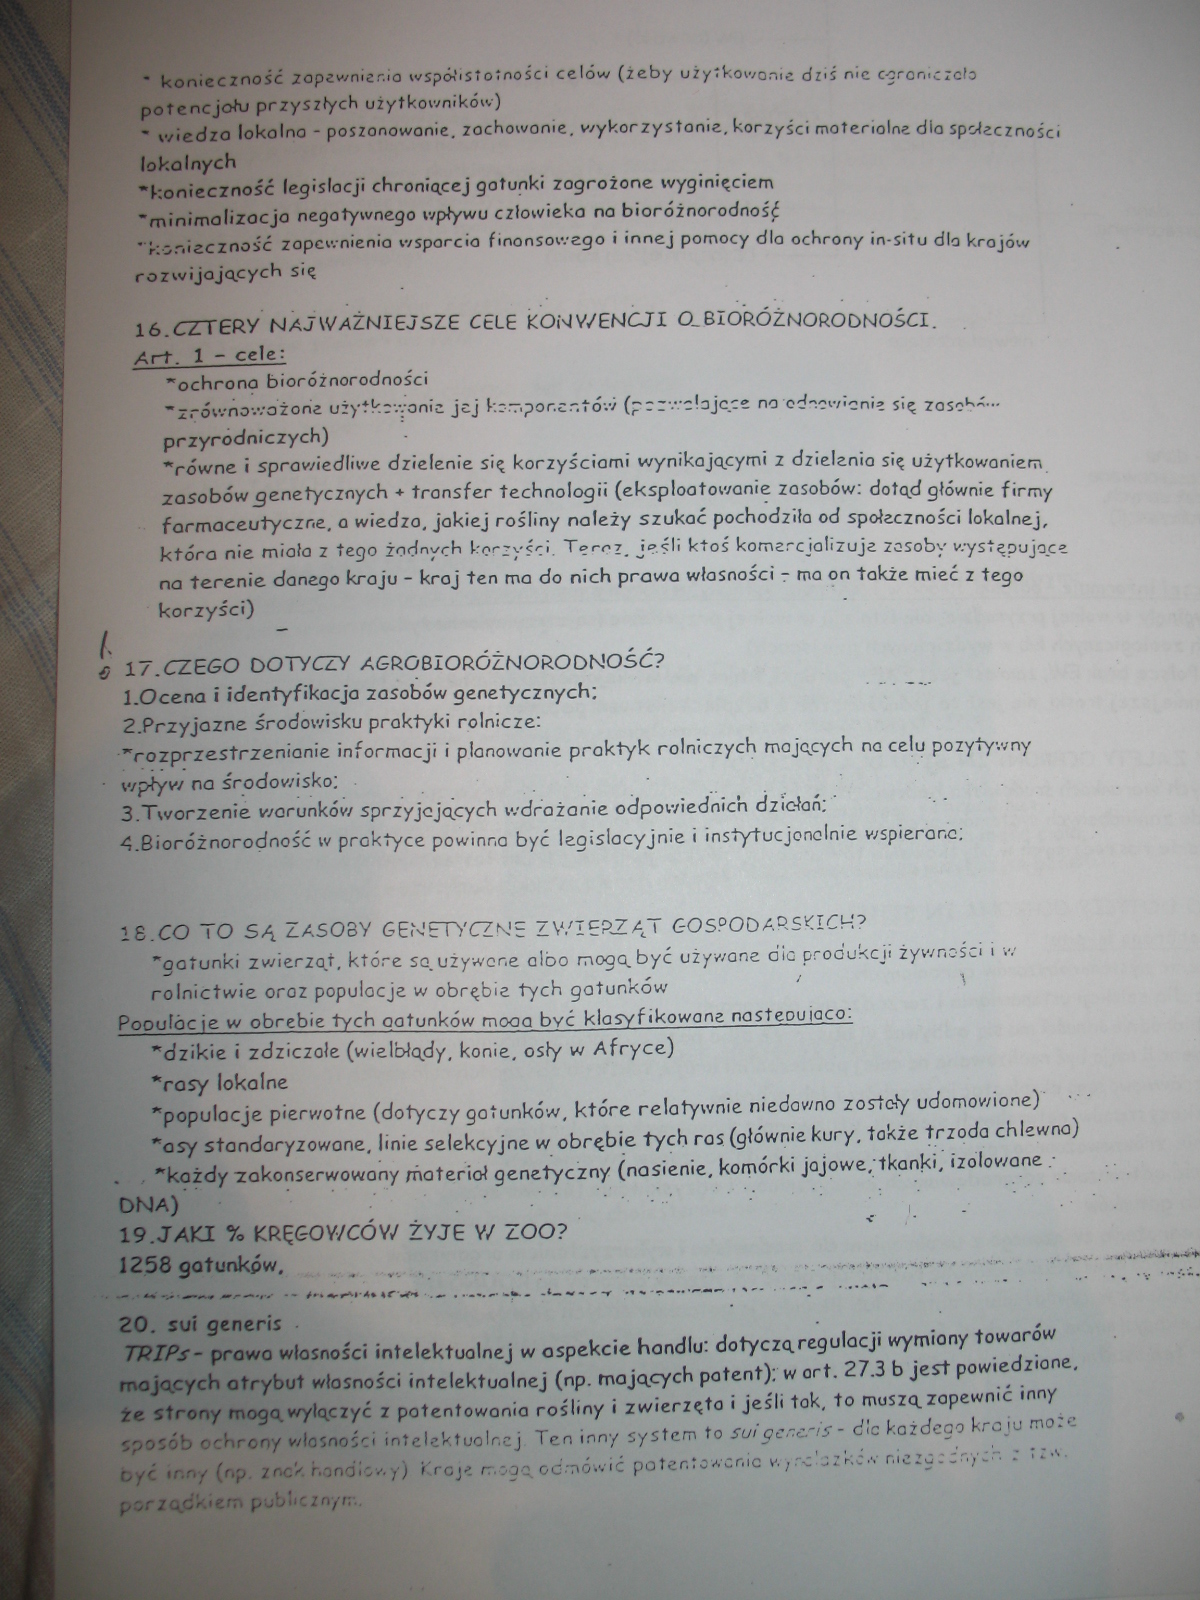 * konieczność zapewnienia współistotności celów (żeby użytkowanie dziś nie ograniczało
potencjału przyszłych użytkowników)
* wiedza lokalna - poszanowanie, zachowanie, wykorzystanie, korzyści materialne dla społeczności
lokalnych
*konieczność legislacji chroniącej gatunki zagrożone wyginięciem
*minimalizacja negatywnego wpływu człowieka na bioróżnorodność
*konieczność zapewnienia wsparcia finansowego i innej pomocy dla ochrony in-situ dla krajów
rozwijających się
16.CZTERY NAJWAŻNIEJSZE CELE KONWENCJI O BIORÓŻNORODNOŚCI.
Art. 1 - cele:
*ochrona bioróżnorodności
*zrównoważone użytkowanie jej komponentów (pozwalające na odnowienie się zasobów
przyrodniczych)
*równe i sprawiedliwe dzielenie się korzyściami wynikającymi z dzielenia się użytkowaniem
zasobów genetycznych + transfer technologii (eksploatowanie zasobów: dotąd głównie firmy
farmaceutyczne, a wiedza, jakiej rośliny należy szukać pochodziła od społeczności lokalnej,
która nie miała z tego żadnych korzyści. Teraz, jeśli ktoś komercjalizuje zasoby występujące
na terenie danego kraju - kraj ten ma do nich prawa własności - ma on także mieć z tego
korzyści)
17.CZEGO DOTYCZY AGROBIORÓŻNORODNOŚĆ?
1.Ocena i identyfikacja zasobów genetycznych;
2.Przyjazne środowisku praktyki rolnicze:
*rozprzestrzenianie informacji i planowanie praktyk rolniczych mających na celu pozytywny
wpływ na środowisko;
3.Tworzenie warunków sprzyjających wdrażanie odpowiednich działań;
4.Bioróżnorodność w praktyce powinna być legislacyjnie i instytucjonalnie wspierana;
18.CO TO SĄ ZASOBY GENETYCZNE ZWIERZĄT GOSPODARSKICH?
*gatunki zwierząt, które są używane albo mogą być używane dla produkcji żywności i w
rolnictwie oraz populacje w obrębie tych gatunków
Populacje w obrębie tych gatunków mogą być klasyfikowane następująco:
*dzikie i zdziczałe (wielbłądy, konie, osły w Afryce)
*rasy lokalne
*populacje pierwotne (dotyczy gatunków, które relatywnie niedawno zostały udomowione)
*asy standaryzowane, linie selekcyjne w obrębie tych ras (głównie kury, także trzoda chlewna)
*każdy zakonserwowany materiał genetyczny (nasienie, komórki jajowe, tkanki, izolowane
DNA)
19.JAKI % KRĘGOWCÓW ŻYJE W ZOO?
1258 gatunków.
20. sui generis
TRIPs- prawa własności intelektualnej w aspekcie handlu: dotyczą regulacji wymiany towarów
mających atrybut własności intelektualnej (np. mających patent); w art. 27.3 b jest powiedziane,
że strony mogą wyłączyć z patentowania rośliny i zwierzęta i jeśli tak, to muszą zapewnić inny
sposób ochrony własności intelektualnej. Ten inny system to sui generis - dla każdego kraju może
być inny (np. znak handlowy) Kraje mogą odmówić patentowania wynalazków niezgodnych z tzw.
porządkiem publicznym.